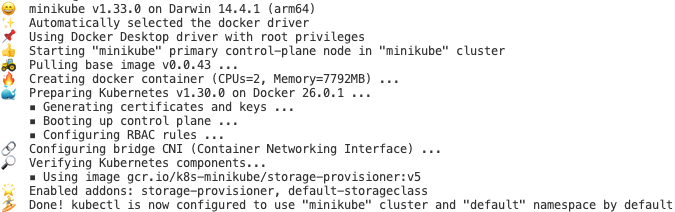 😄 minikube v1.33.0 on Darwin 14.4.1 (arm64)
✨ Automatically selected the docker driver
📌 Using Docker Desktop driver with root privileges
👍 Starting "minikube" primary control-plane node in "minikube" cluster
🚜 Pulling base image v0.0.43 ...
🔥 Creating docker container (CPUs=2, Memory=7792MB) ...
🐳 Preparing Kubernetes v1.30.0 on Docker 26.0.1 ...
▪ Generating certificates and keys ...
▪ Booting up control plane ...
▪ Configuring RBAC rules ...
🔗 Configuring bridge CNI (Container Networking Interface) ...
🔎 Verifying Kubernetes components...
▪ Using image gcr.io/k8s-minikube/storage-provisioner:v5
🌟 Enabled addons: storage-provisioner, default-storageclass
🏄 Done! kubectl is now configured to use "minikube" cluster and "default" namespace by default